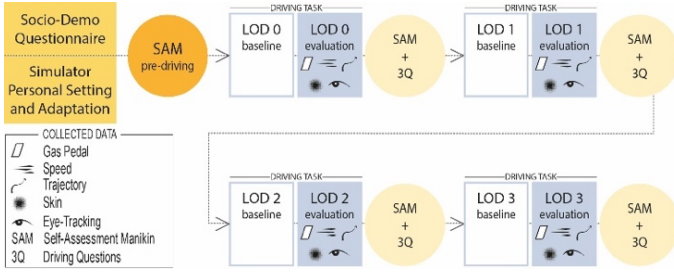 Socio-Demo
Questionnaire
Simulator
Personal Setting
and Adaptation
SAM
pre-driving
DRIVING TASK
LOD 0
baseline
LOD 0
evaluation
SAM
+
3Q
DRIVING TASK
LOD 1
baseline
LOD 1
evaluation
SAM
+
3Q
COLLECTED DATA
Gas Pedal
Speed
Trajectory
Skin
Eye-Tracking
SAM Self-Assessment Manikin
3Q Driving Questions
DRIVING TASK
LOD 2
baseline
LOD 2
evaluation
SAM
+
3Q
DRIVING TASK
LOD 3
baseline
LOD 3
evaluation
SAM
+
3Q